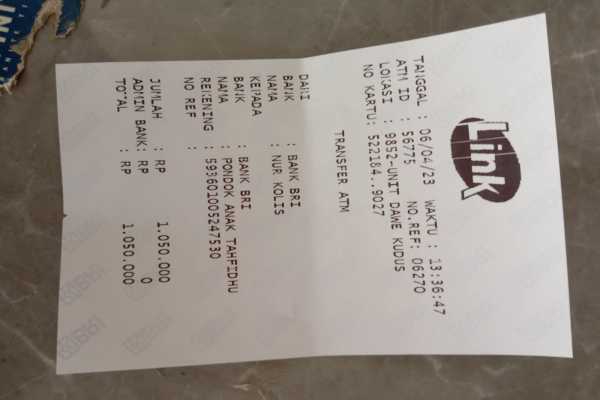 Link
TANGGAL : 06/04/23 WAKTU : 13:36:47
ATM ID : 56775 NO.REF: 06270
LOKASI : 9852-UNIT DAWE KUDUS
NO KARTU: 522184..9027
TRANSFER ATM
DARI
BANK : BANK BRI
NAMA : NUR KOLIS
KEPADA
BANK : BANK BRI
NAMA : PONDOK ANAK TAHFIDHU
REKENING : 593601005247530
NO REF :
JUMLAH : RP 1.050.000
ADMIN BANK: RP 0
TOTAL : RP 1.050.000